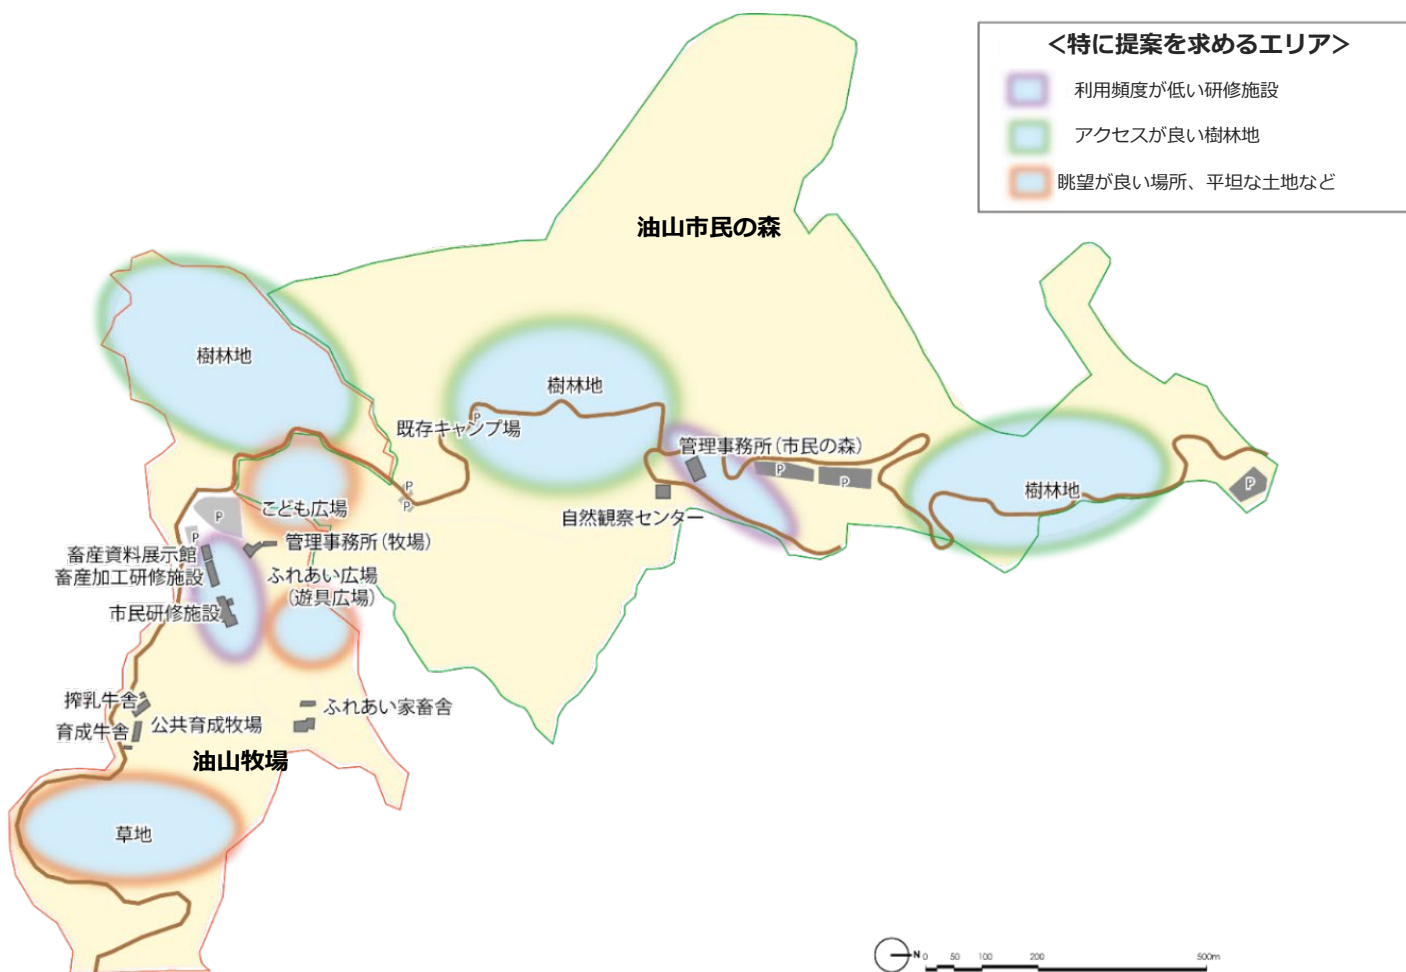 <特に提案を求めるエリア>
利用頻度が低い研修施設
アクセスが良い樹林地
眺望が良い場所、平坦な土地など
油山市民の森
樹林地
樹林地
P
既存キャンプ場
管理事務所(市民の森)
P
P
樹林地
P
P
P
自然観察センター
こども広場
P
P
管理事務所(牧場)
畜産資料展示館
畜産加工研修施設
ふれあい広場
(遊具広場)
市民研修施設
搾乳牛舎
育成牛舎
公共育成牧場
ふれあい家畜舎
油山牧場
草地
N
0 50 100 200 500m